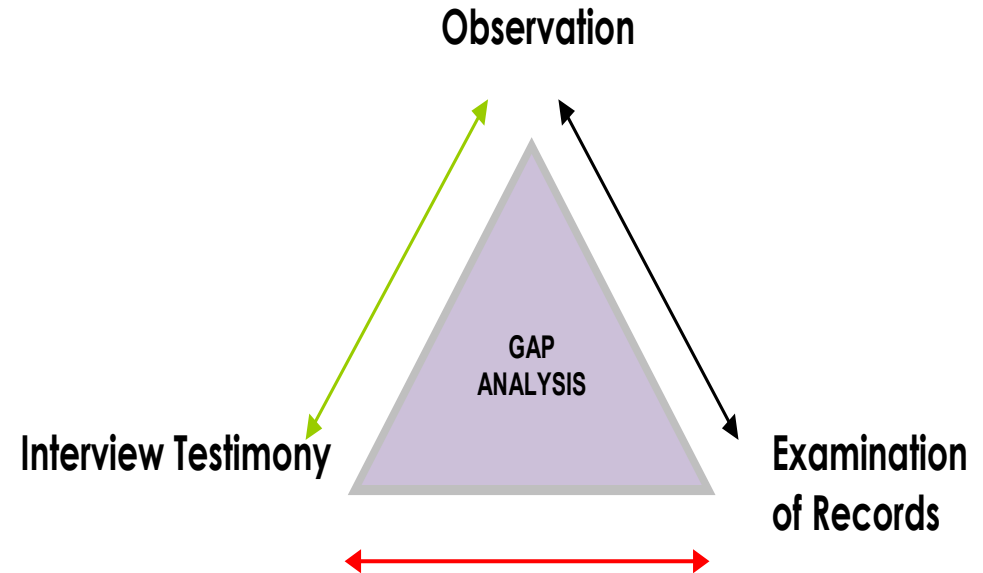 Observation
GAP
ANALYSIS
Interview Testimony
Examination
of Records